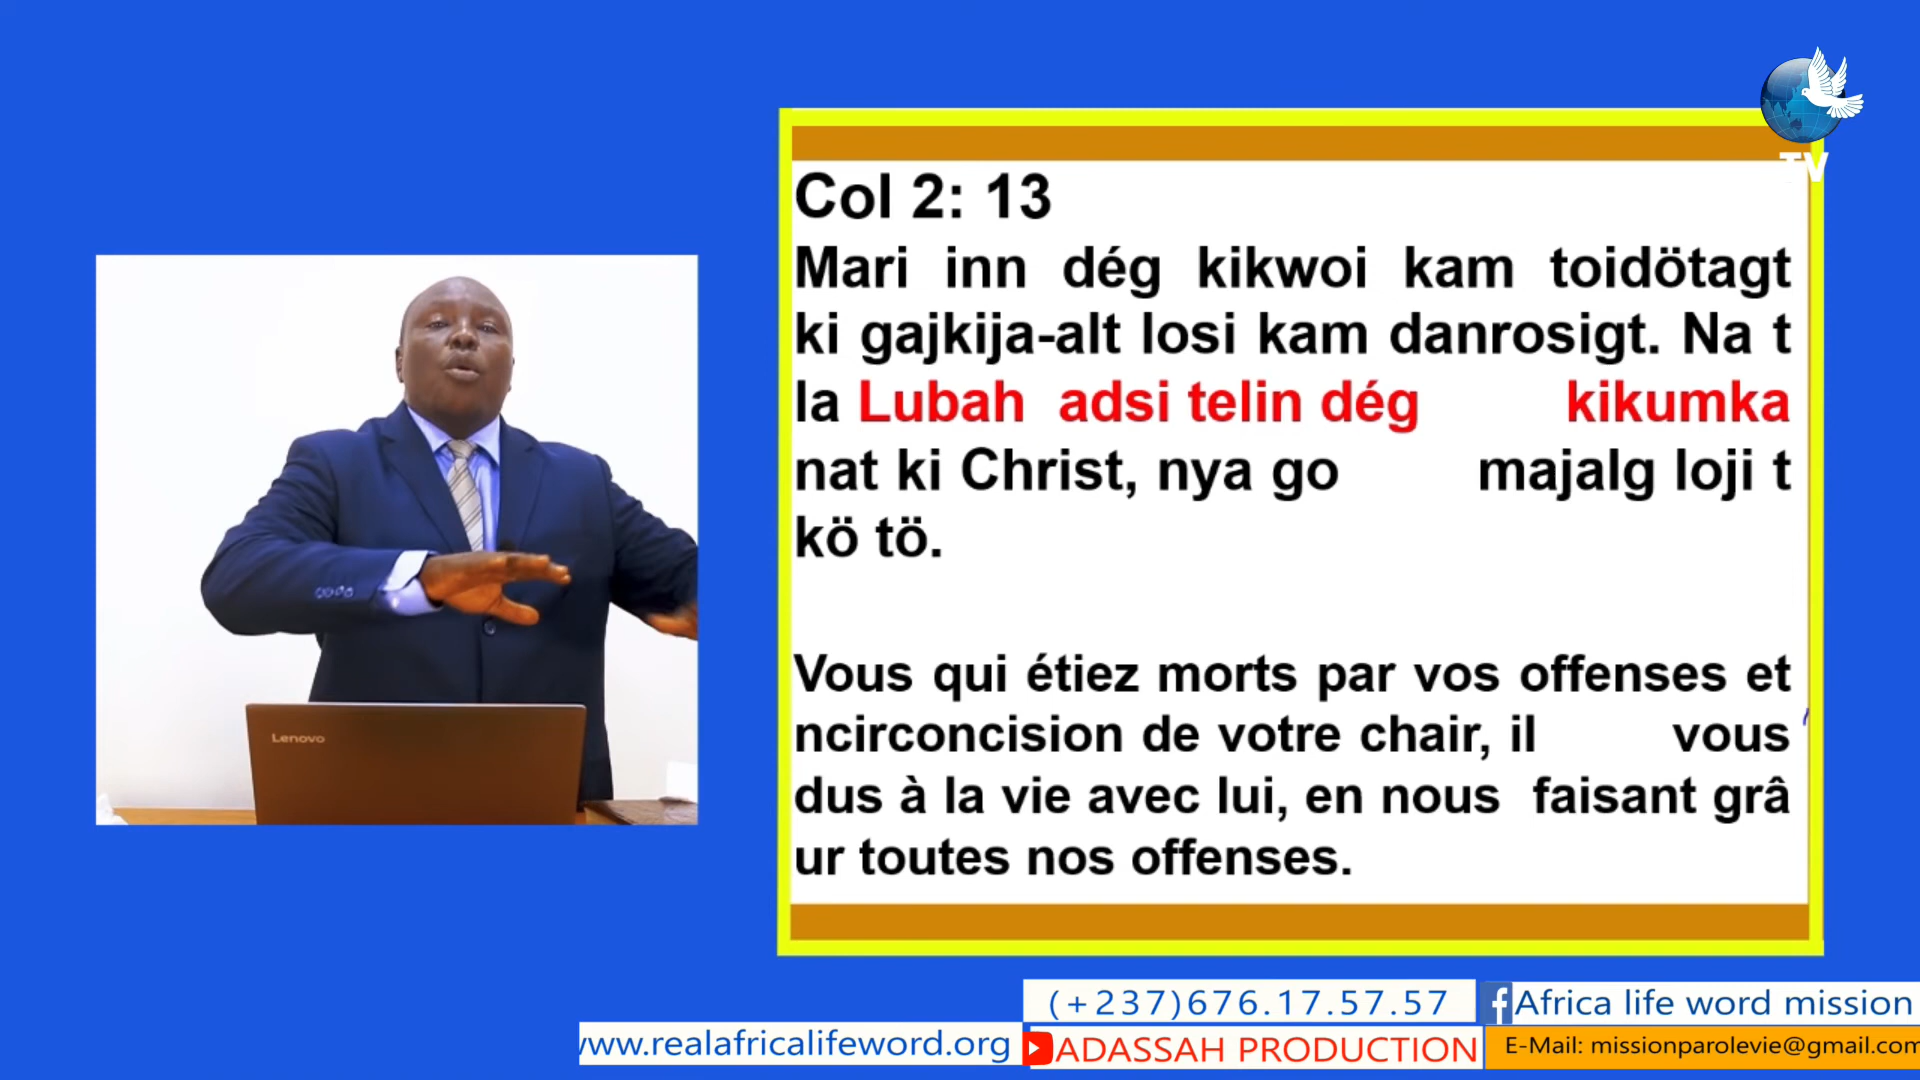 TV
Col 2: 13
Mari inn dég kikwoi kam toidötagt
ki gajkija-alt losi kam danrosigt. Na t
la Lubah adsi telin dég kikumka
nat ki Christ, nya go majalg loji t
kö tö.
Vous qui étiez morts par vos offenses et
ncirconcision de votre chair, il vous
dus à la vie avec lui, en nous faisant grâ
ur toutes nos offenses.
Lenovo
(+237)676.17.57.57
Africa life word mission
www.realafricalifeword.org
ADASSAH PRODUCTION
E-Mail: missionparolevie@gmail.com